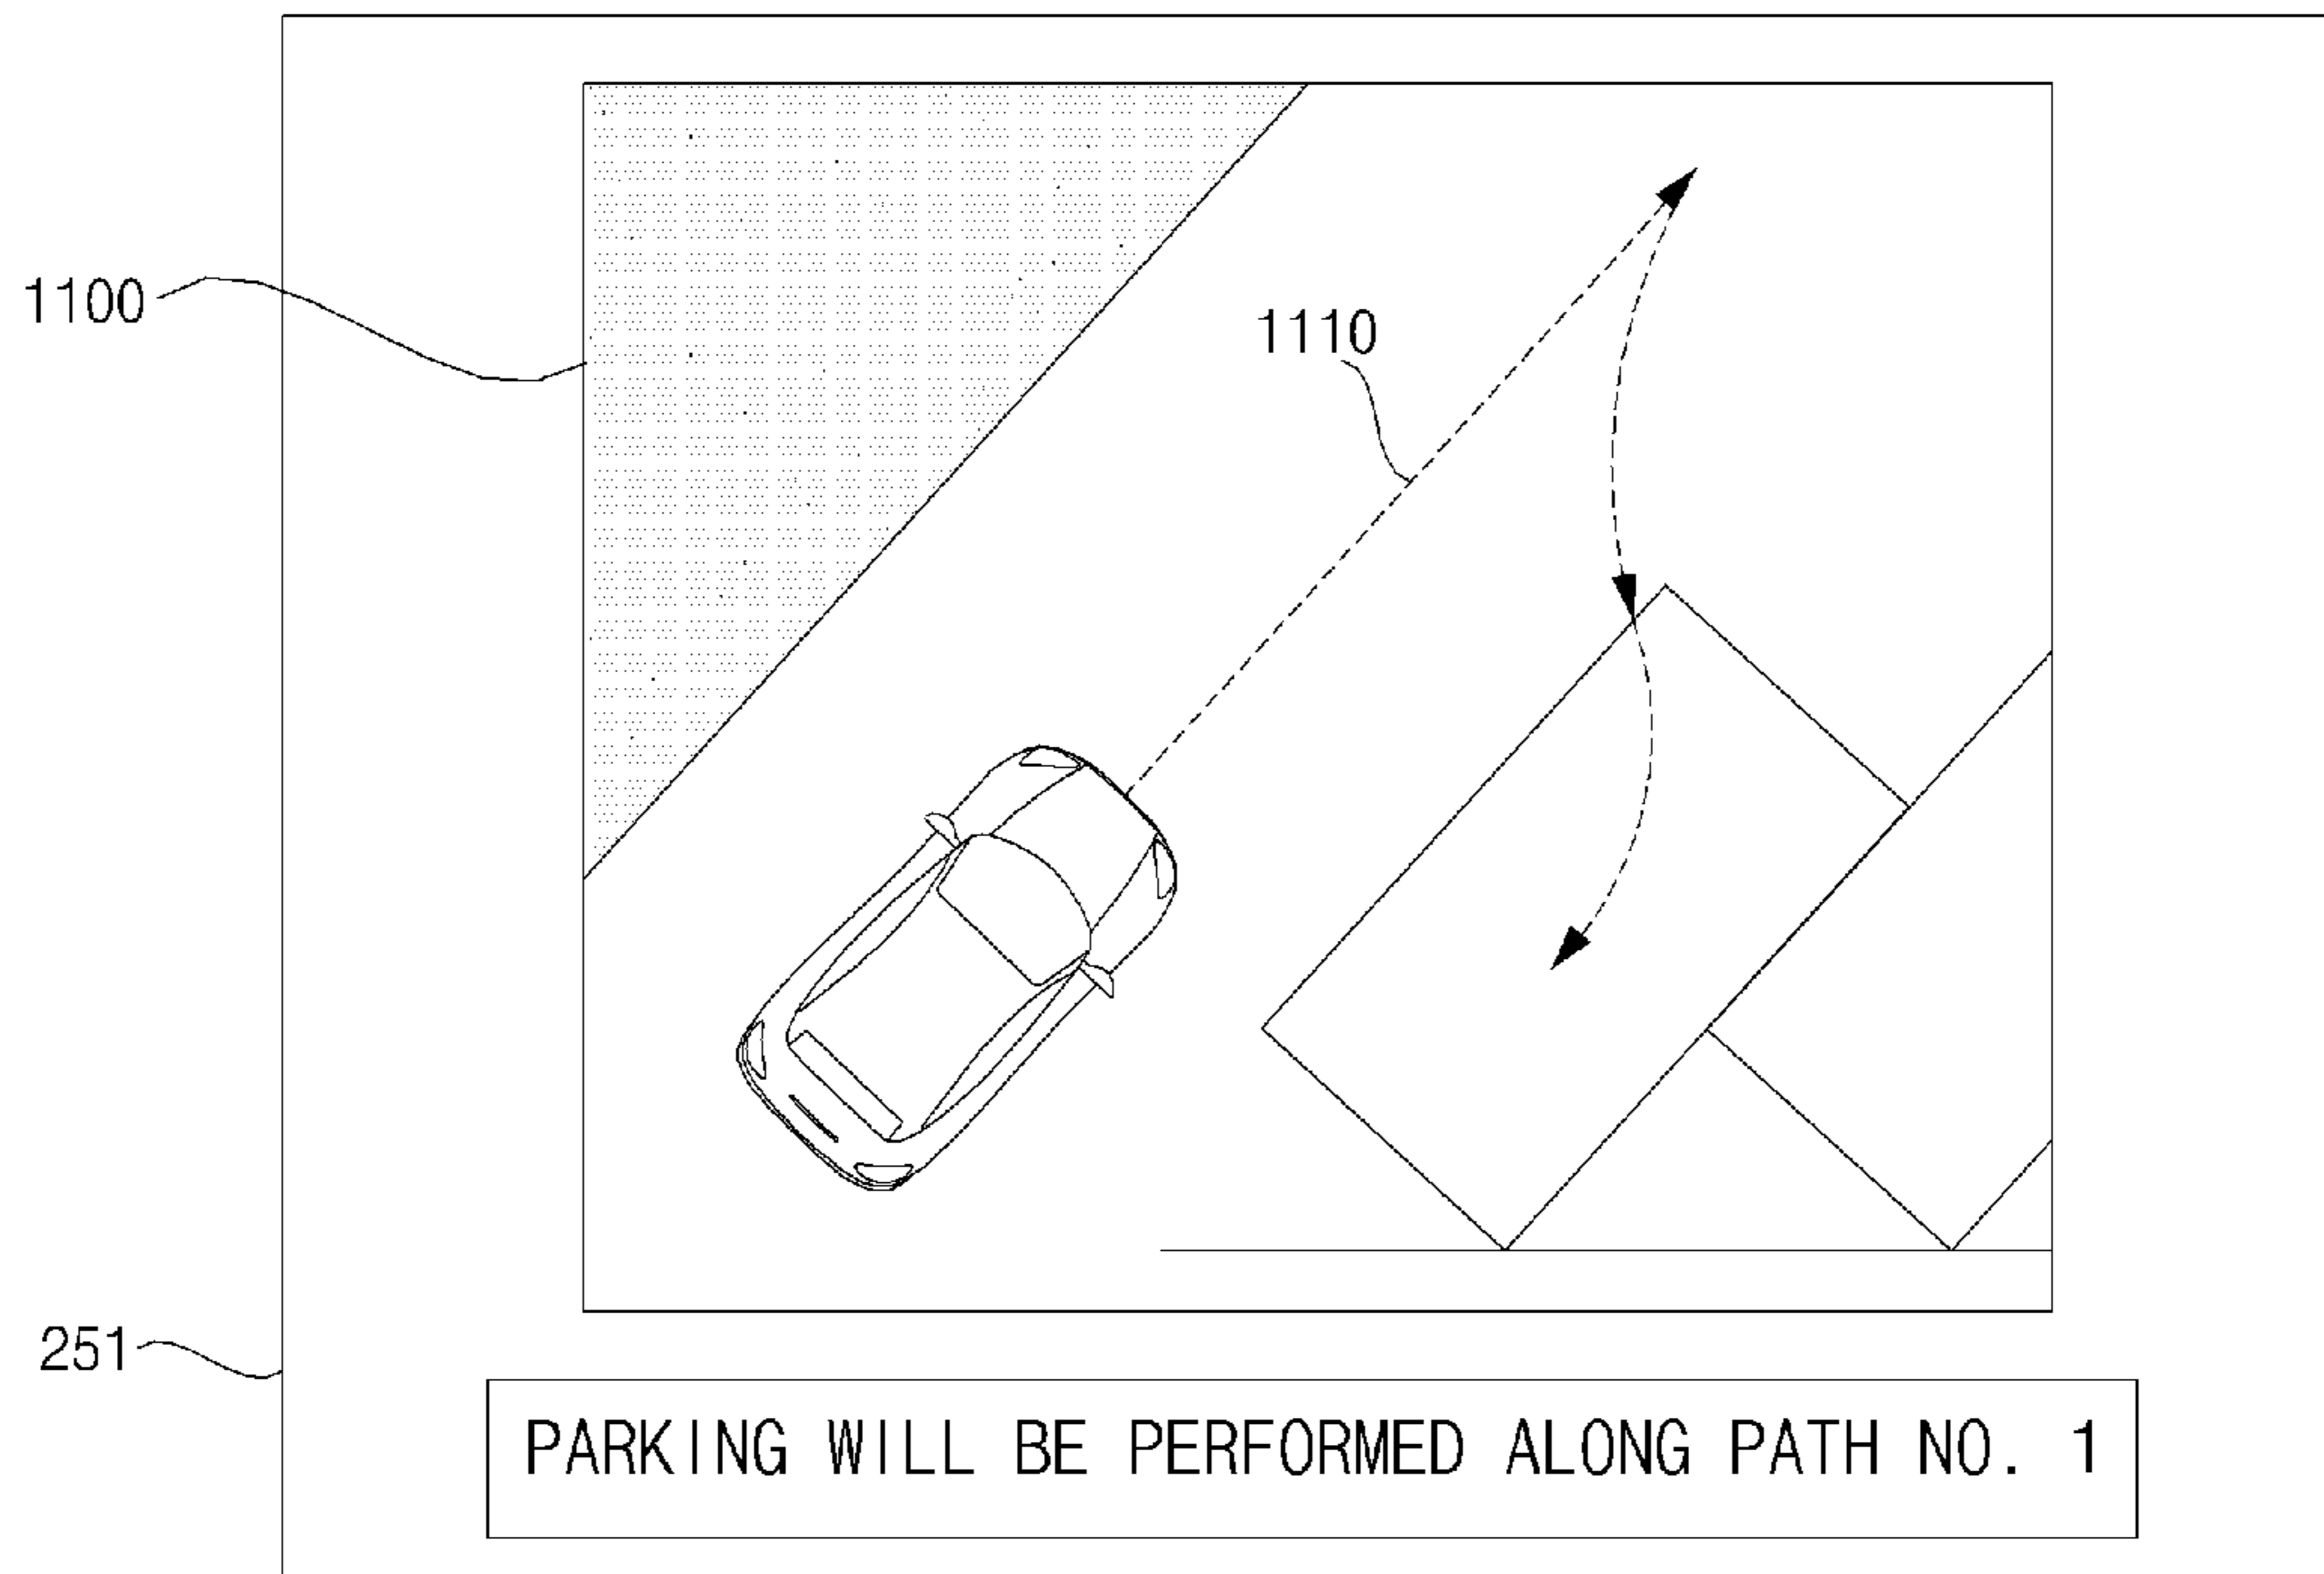 1100
1110
251
PARKING WILL BE PERFORMED ALONG PATH NO. 1